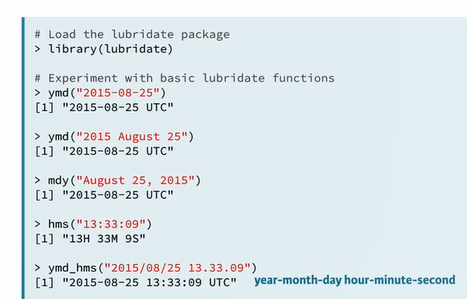 # Load the lubridate package
> library(lubridate)
# Experiment with basic lubridate functions
> ymd("2015-08-25")
[1] "2015-08-25 UTC"
> ymd("2015 August 25")
[1] "2015-08-25 UTC"
> mdy("August 25, 2015")
[1] "2015-08-25 UTC"
> hms("13:33:09")
[1] "13H 33M 9S"
> ymd_hms("2015/08/25 13.33.09")
[1] "2015-08-25 13:33:09 UTC" year-month-day hour-minute-second